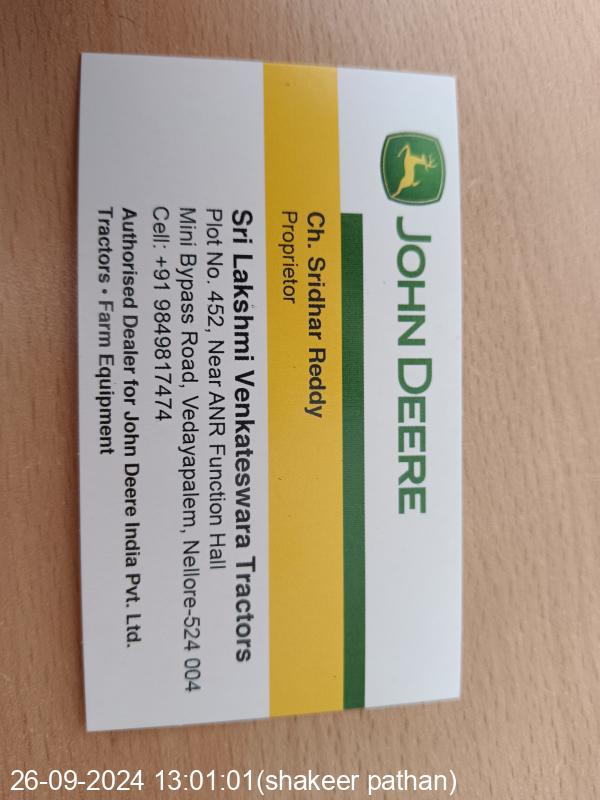 JOHN DEERE
Ch. Sridhar Reddy
Proprietor
Sri Lakshmi Venkateswara Tractors
Plot No. 452, Near ANR Function Hall
Mini Bypass Road, Vedayapalem, Nellore-524 004
Cell: +91 9849817474
Authorised Dealer for John Deere India Pvt. Ltd.
Tractors • Farm Equipment
26-09-2024 13:01:01(shakeer pathan)